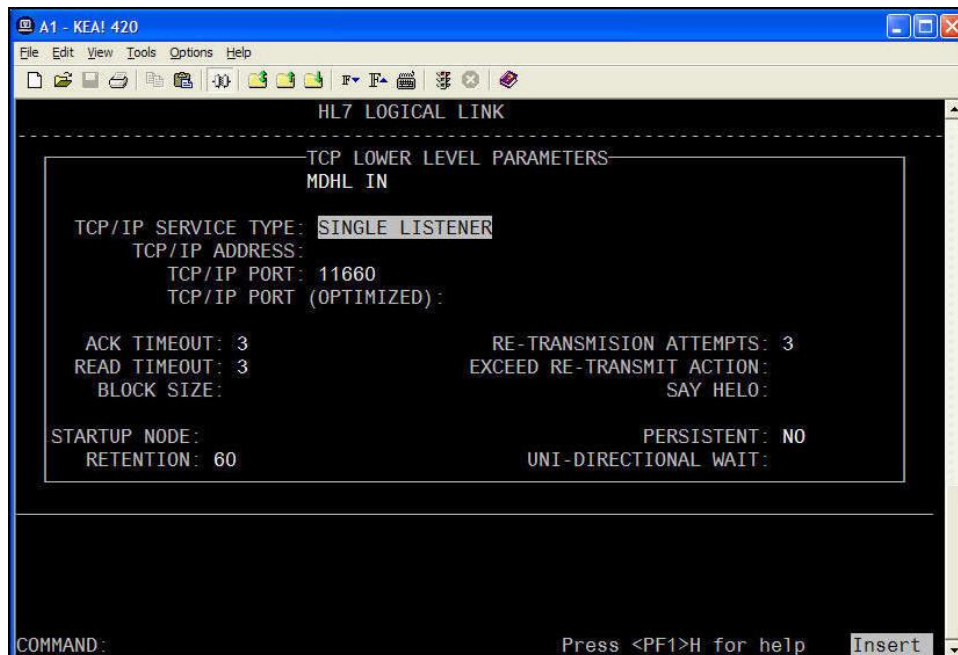 A1 - KEA! 420
File Edit View Tools Options Help
HL7 LOGICAL LINK
TCP LOWER LEVEL PARAMETERS
MDHL IN
TCP/IP SERVICE TYPE: SINGLE LISTENER
TCP/IP ADDRESS:
TCP/IP PORT: 11660
TCP/IP PORT (OPTIMIZED):
ACK TIMEOUT: 3 RE-TRANSMISION ATTEMPTS: 3
READ TIMEOUT: 3 EXCEED RE-TRANSMIT ACTION:
BLOCK SIZE: SAY HELO:
STARTUP NODE: PERSISTENT: NO
RETENTION: 60 UNI-DIRECTIONAL WAIT:
COMMAND: Press <PF1>H for help Insert